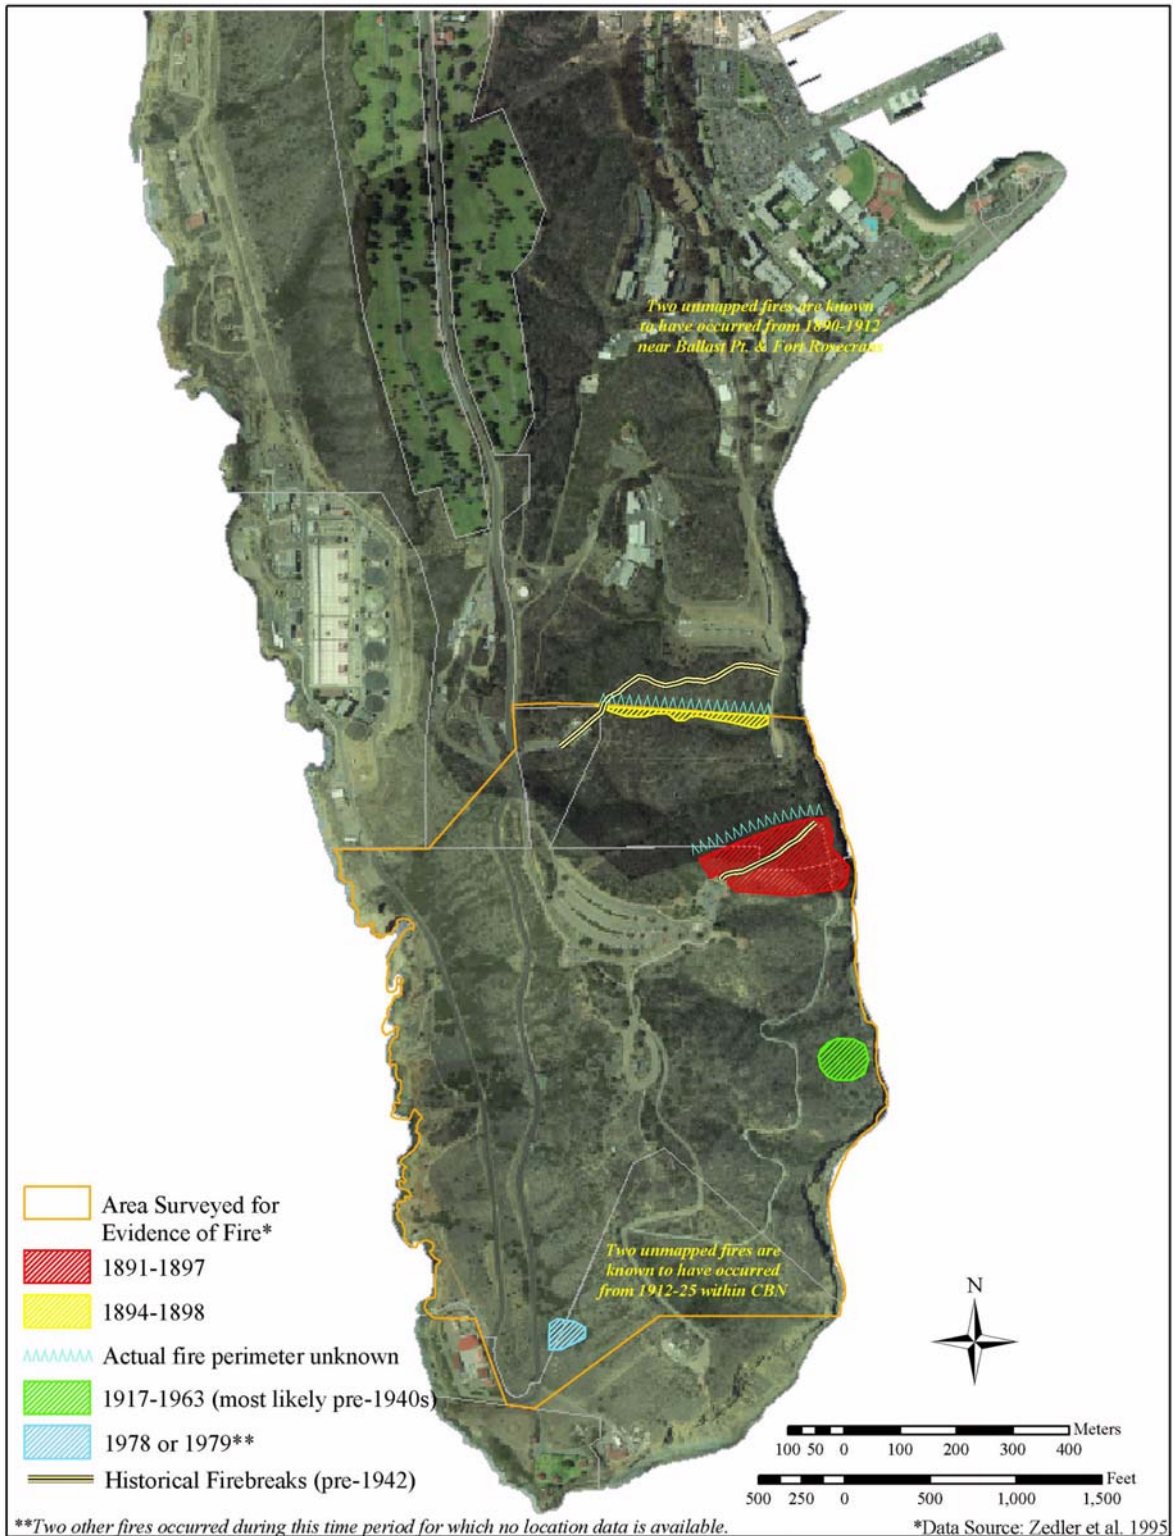 Two unmapped fires are known
to have occurred from 1890-1912
near Ballast Pt. & Fort Rosecrans
Two unmapped fires are
known to have occurred
from 1912-25 within CBN
Area Surveyed for
Evidence of Fire*
1891-1897
1894-1898
Actual fire perimeter unknown
1917-1963 (most likely pre-1940s)
1978 or 1979**
Historical Firebreaks (pre-1942)
N
Meters
100 50 0 100 200 300 400
Feet
500 250 0 500 1,000 1,500
**Two other fires occurred during this time period for which no location data is available.
*Data Source: Zedler et al. 1995